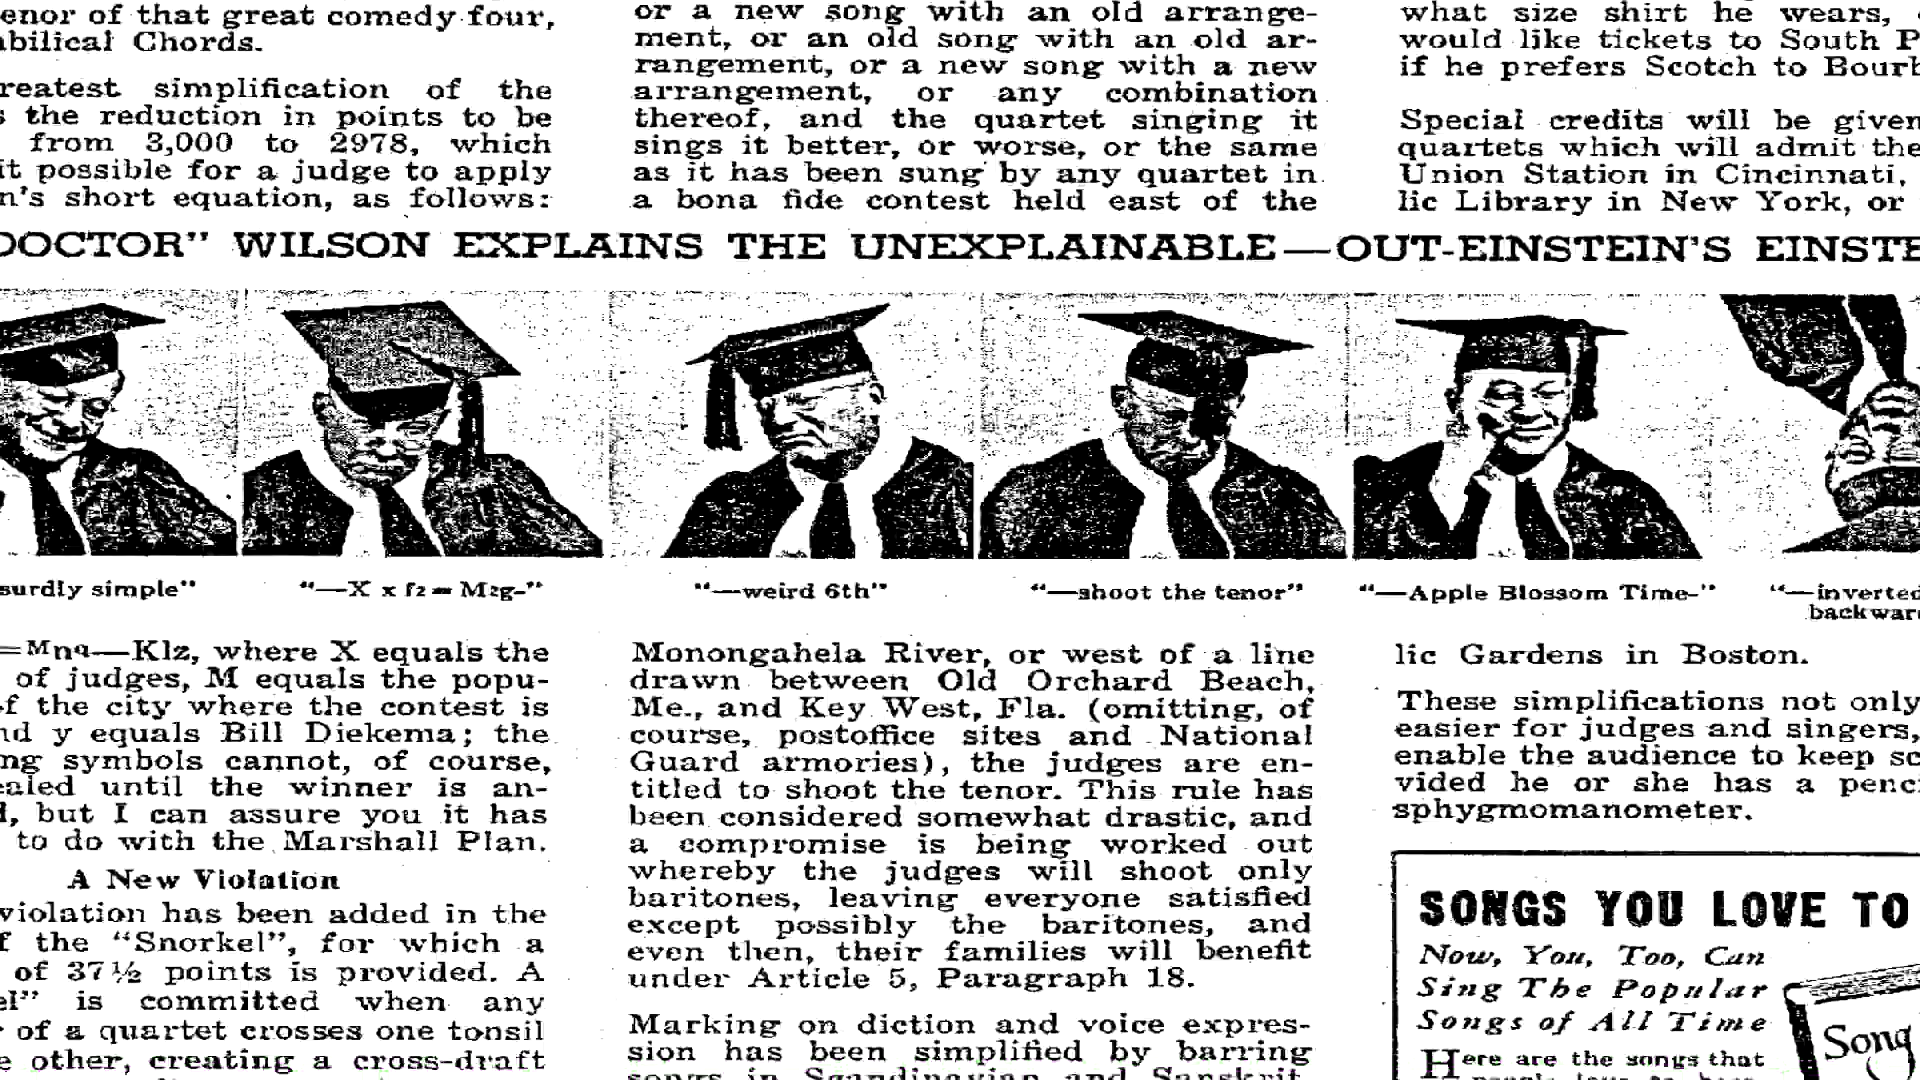 enor of that great comedy four,
bilical Chords.
reatest simplification of the
s the reduction in points to be
from 3,000 to 2978, which
it possible for a judge to apply
n's short equation, as follows:
or a new song with an old arrange-
ment, or an old song with an old ar-
rangement, or a new song with a new
arrangement, or any combination
thereof, and the quartet singing it
sings it better, or worse, or the same
as it has been sung by any quartet in
a bona fide contest held east of the
what size shirt he wears,
would like tickets to South P
if he prefers Scotch to Bourb
Special credits will be given
quartets which will admit the
Union Station in Cincinnati,
lic Library in New York, or
DOCTOR" WILSON EXPLAINS THE UNEXPLAINABLE—OUT-EINSTEIN'S EINSTE
surdly simple"
"—X x f2 = M2g-"
"—weird 6th"
"—shoot the tenor"
"—Apple Blossom Time-"
"—inverted
backwar
=Mnq—Klz, where X equals the
of judges, M equals the popu-
f the city where the contest is
nd y equals Bill Diekema; the
ng symbols cannot, of course,
ealed until the winner is an-
d, but I can assure you it has
to do with the Marshall Plan.
A New Violation
violation has been added in the
f the "Snorkel", for which a
of 37½ points is provided. A
el" is committed when any
of a quartet crosses one tonsil
e other, creating a cross-draft
Monongahela River, or west of a line
drawn between Old Orchard Beach,
Me., and Key West, Fla. (omitting, of
course, postoffice sites and National
Guard armories), the judges are en-
titled to shoot the tenor. This rule has
been considered somewhat drastic, and
a compromise is being worked out
whereby the judges will shoot only
baritones, leaving everyone satisfied
except possibly the baritones, and
even then, their families will benefit
under Article 5, Paragraph 18.
Marking on diction and voice expres-
sion has been simplified by barring
songs in Scandinavian and Sanskrit.
lic Gardens in Boston.
These simplifications not only
easier for judges and singers,
enable the audience to keep sc
vided he or she has a penc
sphygmomanometer.
SONGS YOU LOVE TO
Now, You, Too, Can
Sing The Popular
Songs of All Time
Here are the songs that
Song